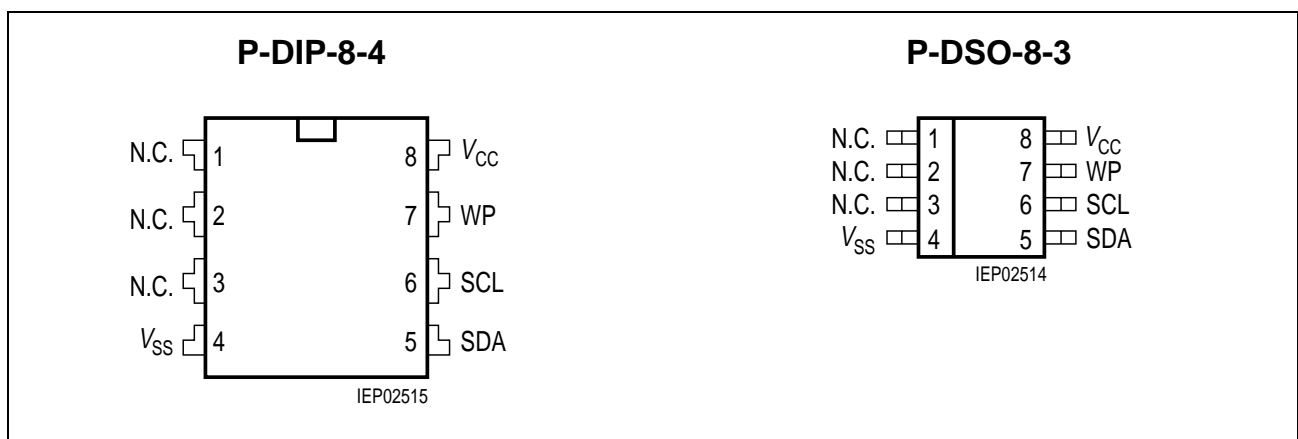 P-DIP-8-4
N.C. 1 8 VCC
N.C. 2 7 WP
N.C. 3 6 SCL
VSS 4 5 SDA
IEP02515
P-DSO-8-3
N.C. 1 8 VCC
N.C. 2 7 WP
N.C. 3 6 SCL
VSS 4 5 SDA
IEP02514